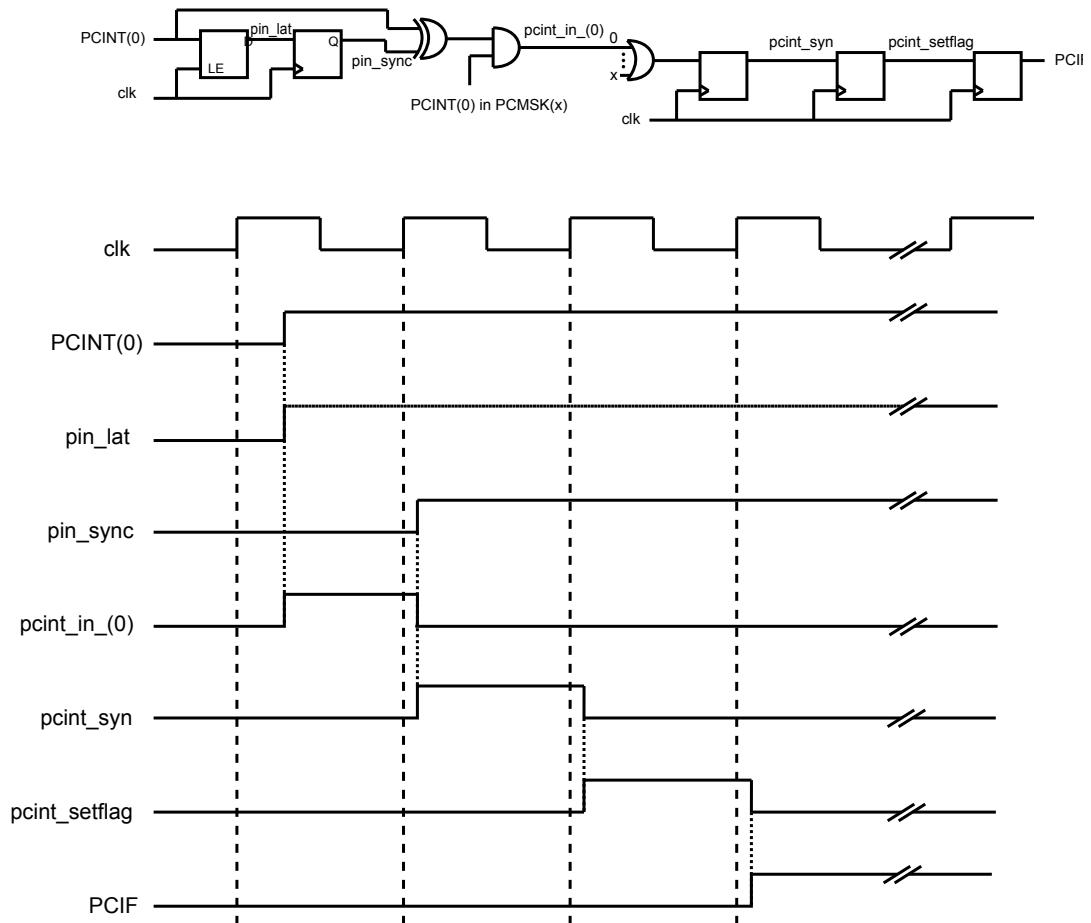 PCINT(0)
pin_lat
D
Q
LE
pin_sync
clk
pcint_in_(0)
0
x
PCINT(0) in PCMSK(x)
pcint_syn
pcint_setflag
PCIF
clk
clk
PCINT(0)
pin_lat
pin_sync
pcint_in_(0)
pcint_syn
pcint_setflag
PCIF